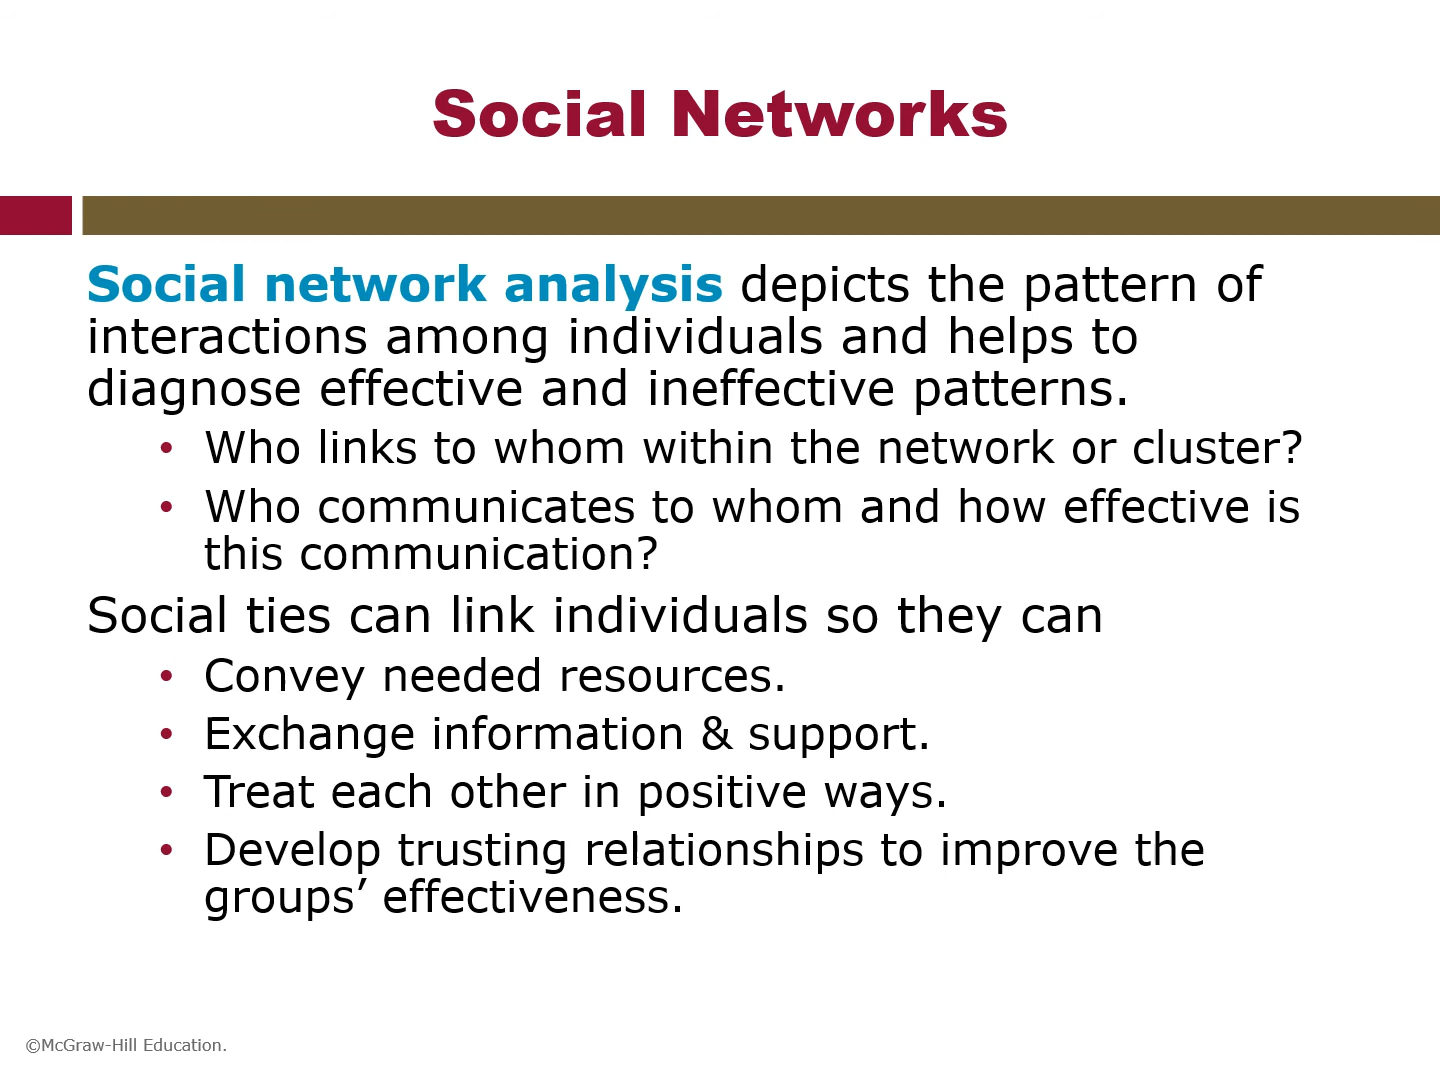 Social Networks
Social network analysis depicts the pattern of
interactions among individuals and helps to
diagnose effective and ineffective patterns.
• Who links to whom within the network or cluster?
• Who communicates to whom and how effective is
this communication?
Social ties can link individuals so they can
• Convey needed resources.
• Exchange information & support.
• Treat each other in positive ways.
• Develop trusting relationships to improve the
groups’ effectiveness.
©McGraw-Hill Education.